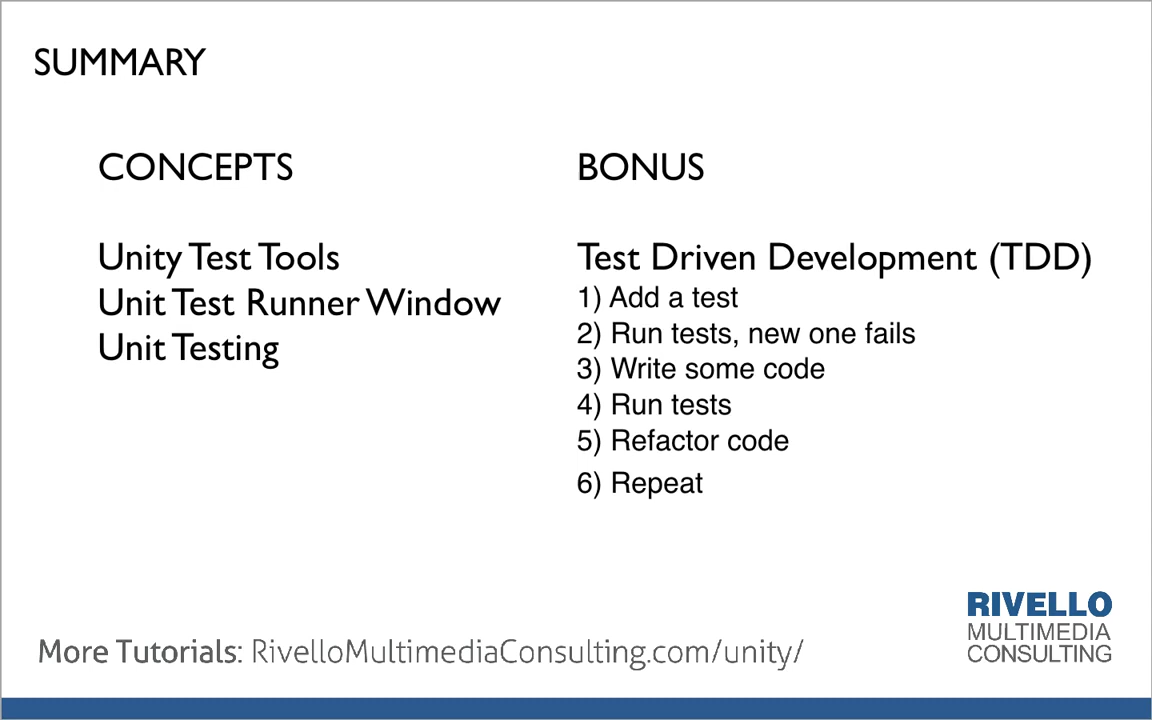 SUMMARY
CONCEPTS
Unity Test Tools
Unit Test Runner Window
Unit Testing
BONUS
Test Driven Development (TDD)
1) Add a test
2) Run tests, new one fails
3) Write some code
4) Run tests
5) Refactor code
6) Repeat
More Tutorials: RivelloMultimediaConsulting.com/unity/
RIVELLO
MULTIMEDIA
CONSULTING